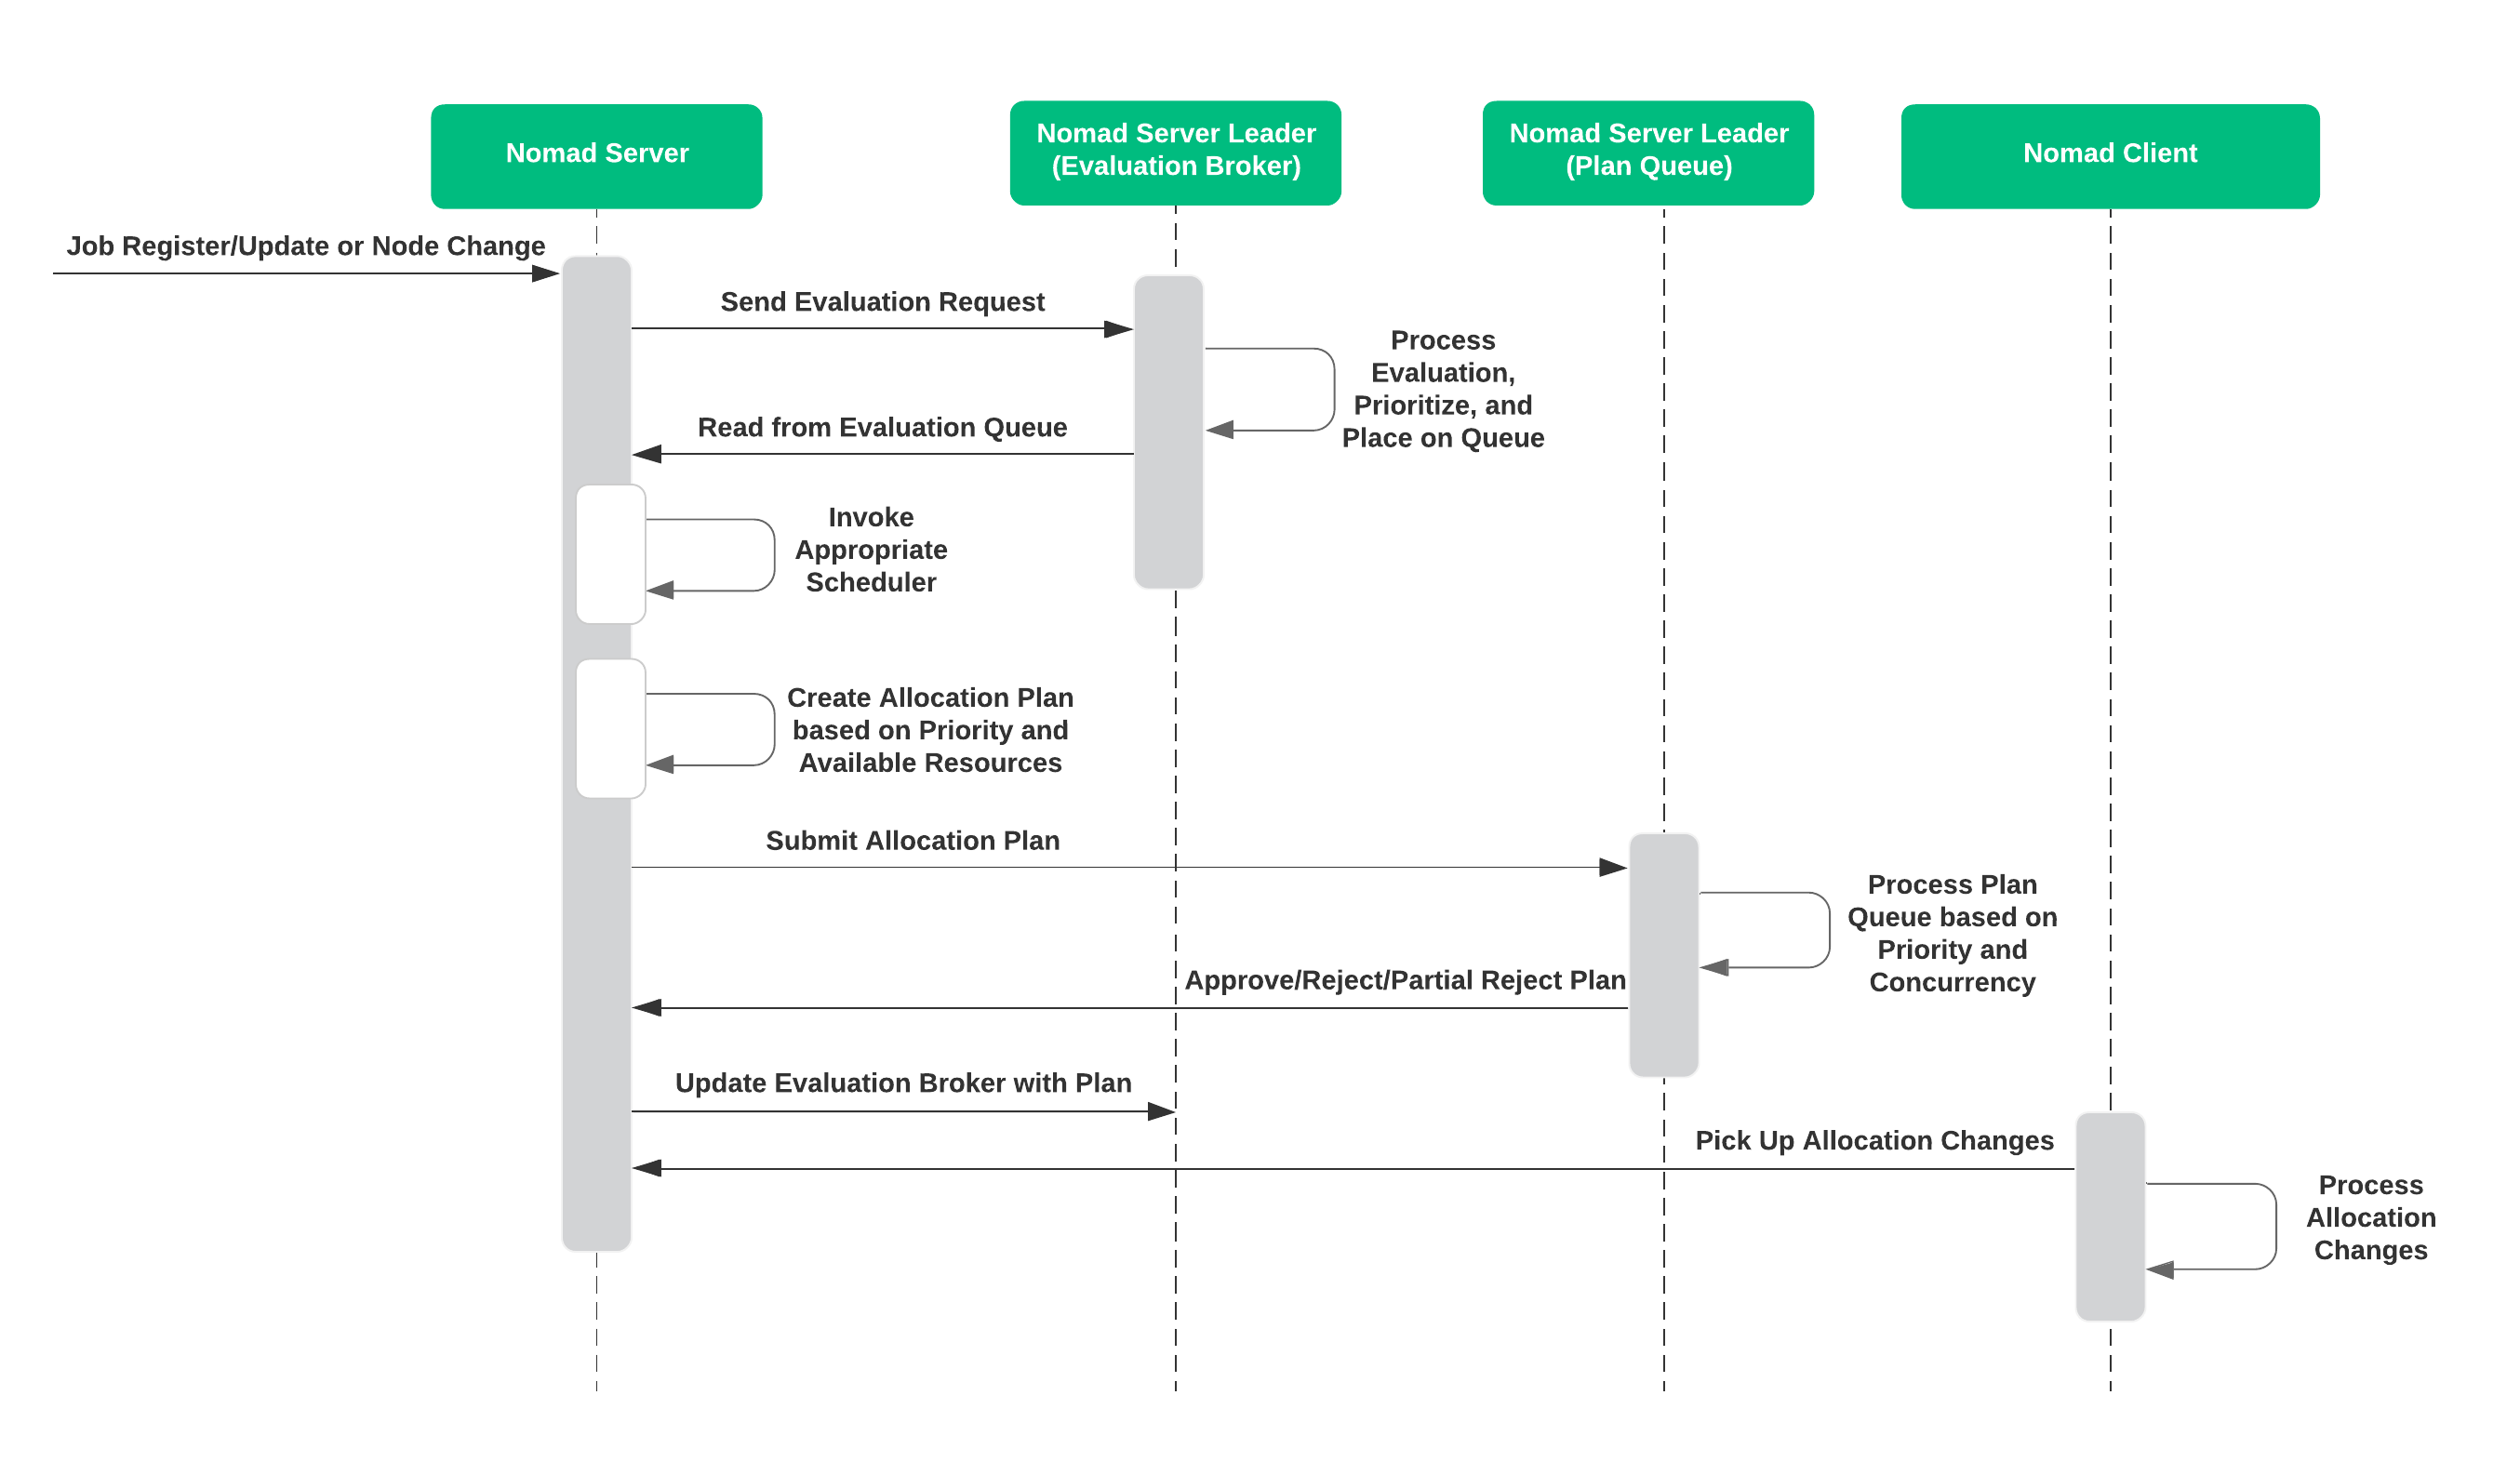 Nomad Server
Nomad Server Leader
(Evaluation Broker)
Nomad Server Leader
(Plan Queue)
Nomad Client
Job Register/Update or Node Change
Send Evaluation Request
Process
Evaluation,
Prioritize, and
Place on Queue
Read from Evaluation Queue
Invoke
Appropriate
Scheduler
Create Allocation Plan
based on Priority and
Available Resources
Submit Allocation Plan
Process Plan
Queue based on
Priority and
Concurrency
Approve/Reject/Partial Reject Plan
Update Evaluation Broker with Plan
Pick Up Allocation Changes
Process
Allocation
Changes